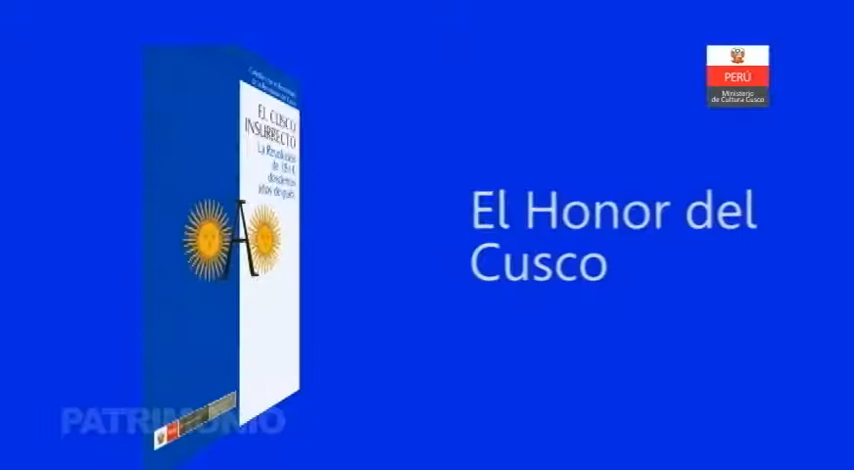 EL CUSCO
INSURRECTO
La Revolución
de 1814
doscientos
años después
A
El Honor del
Cusco
PERÚ
Ministerio
de Cultura Cusco
PATRIMONIO